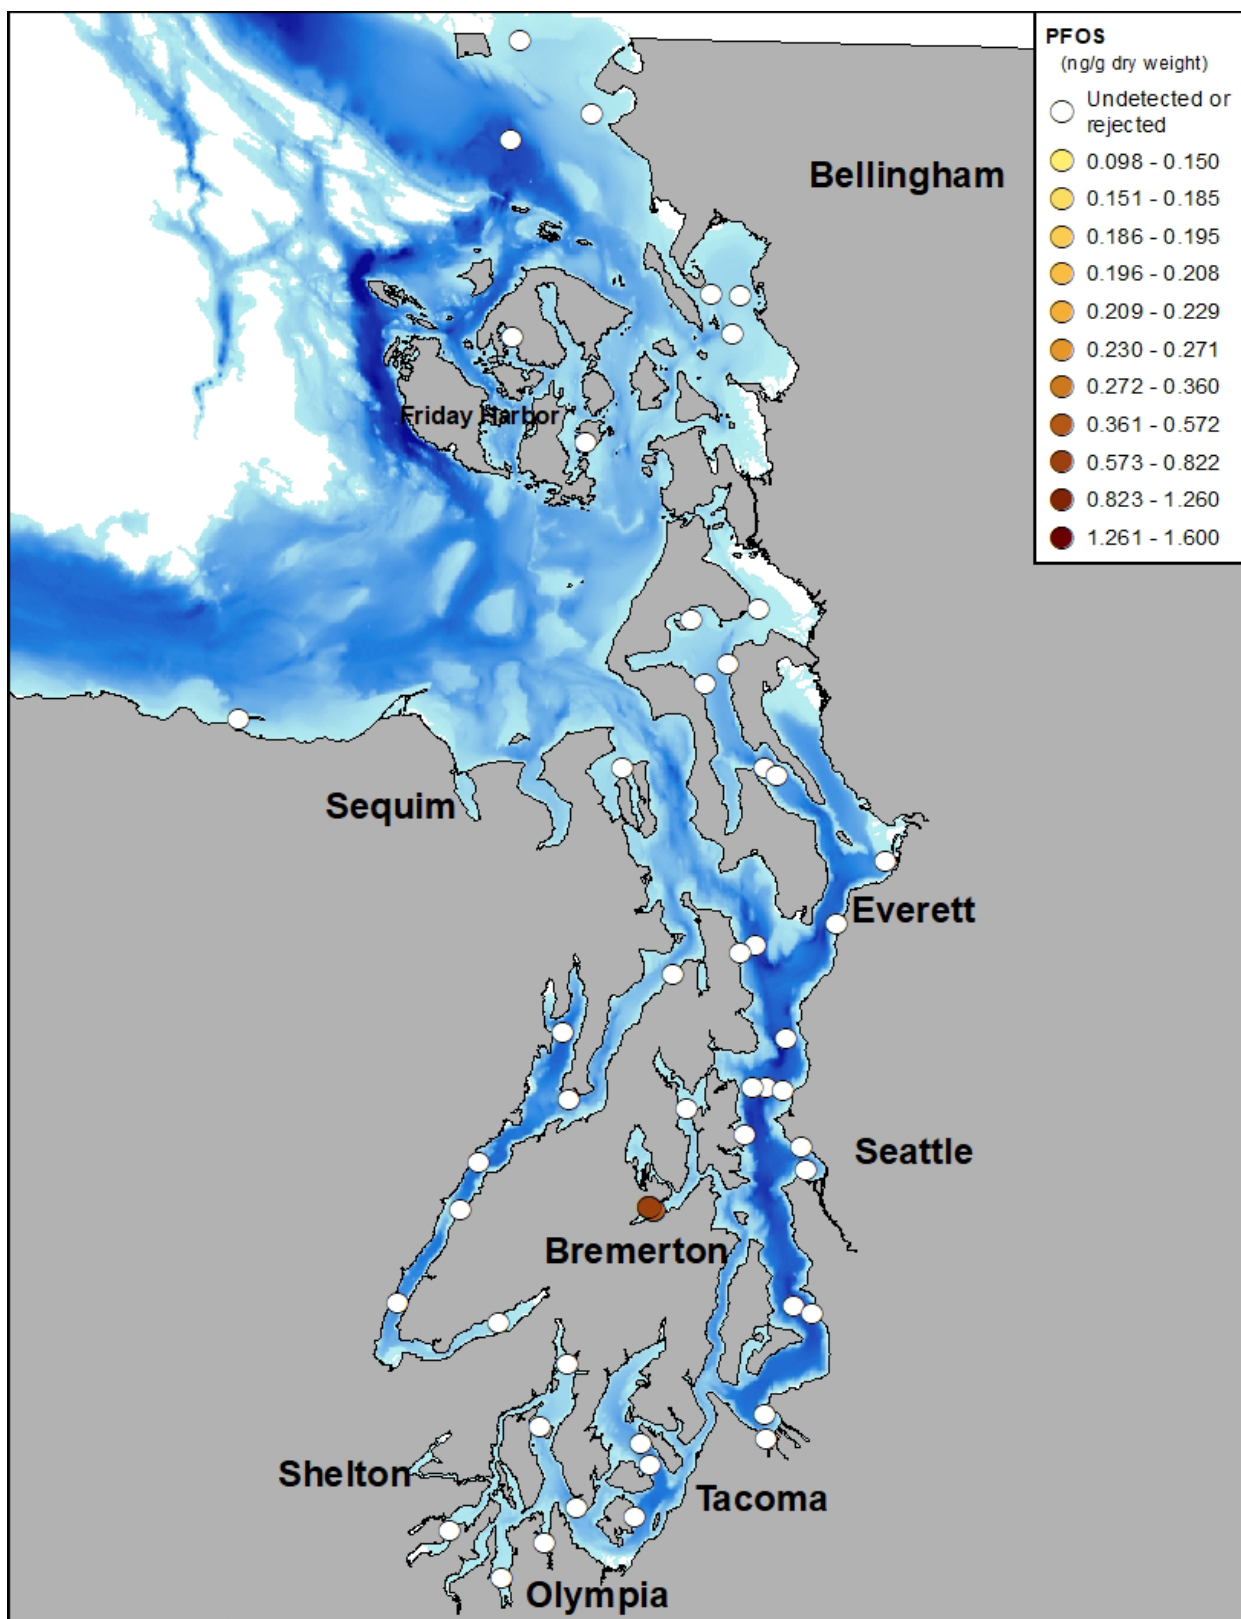 PFOS
(ng/g dry weight)
Undetected or
rejected
0.098 - 0.150
0.151 - 0.185
0.186 - 0.195
0.196 - 0.208
0.209 - 0.229
0.230 - 0.271
0.272 - 0.360
0.361 - 0.572
0.573 - 0.822
0.823 - 1.260
1.261 - 1.600
Bellingham
Friday Harbor
Sequim
Everett
Seattle
Bremerton
Shelton
Tacoma
Olympia